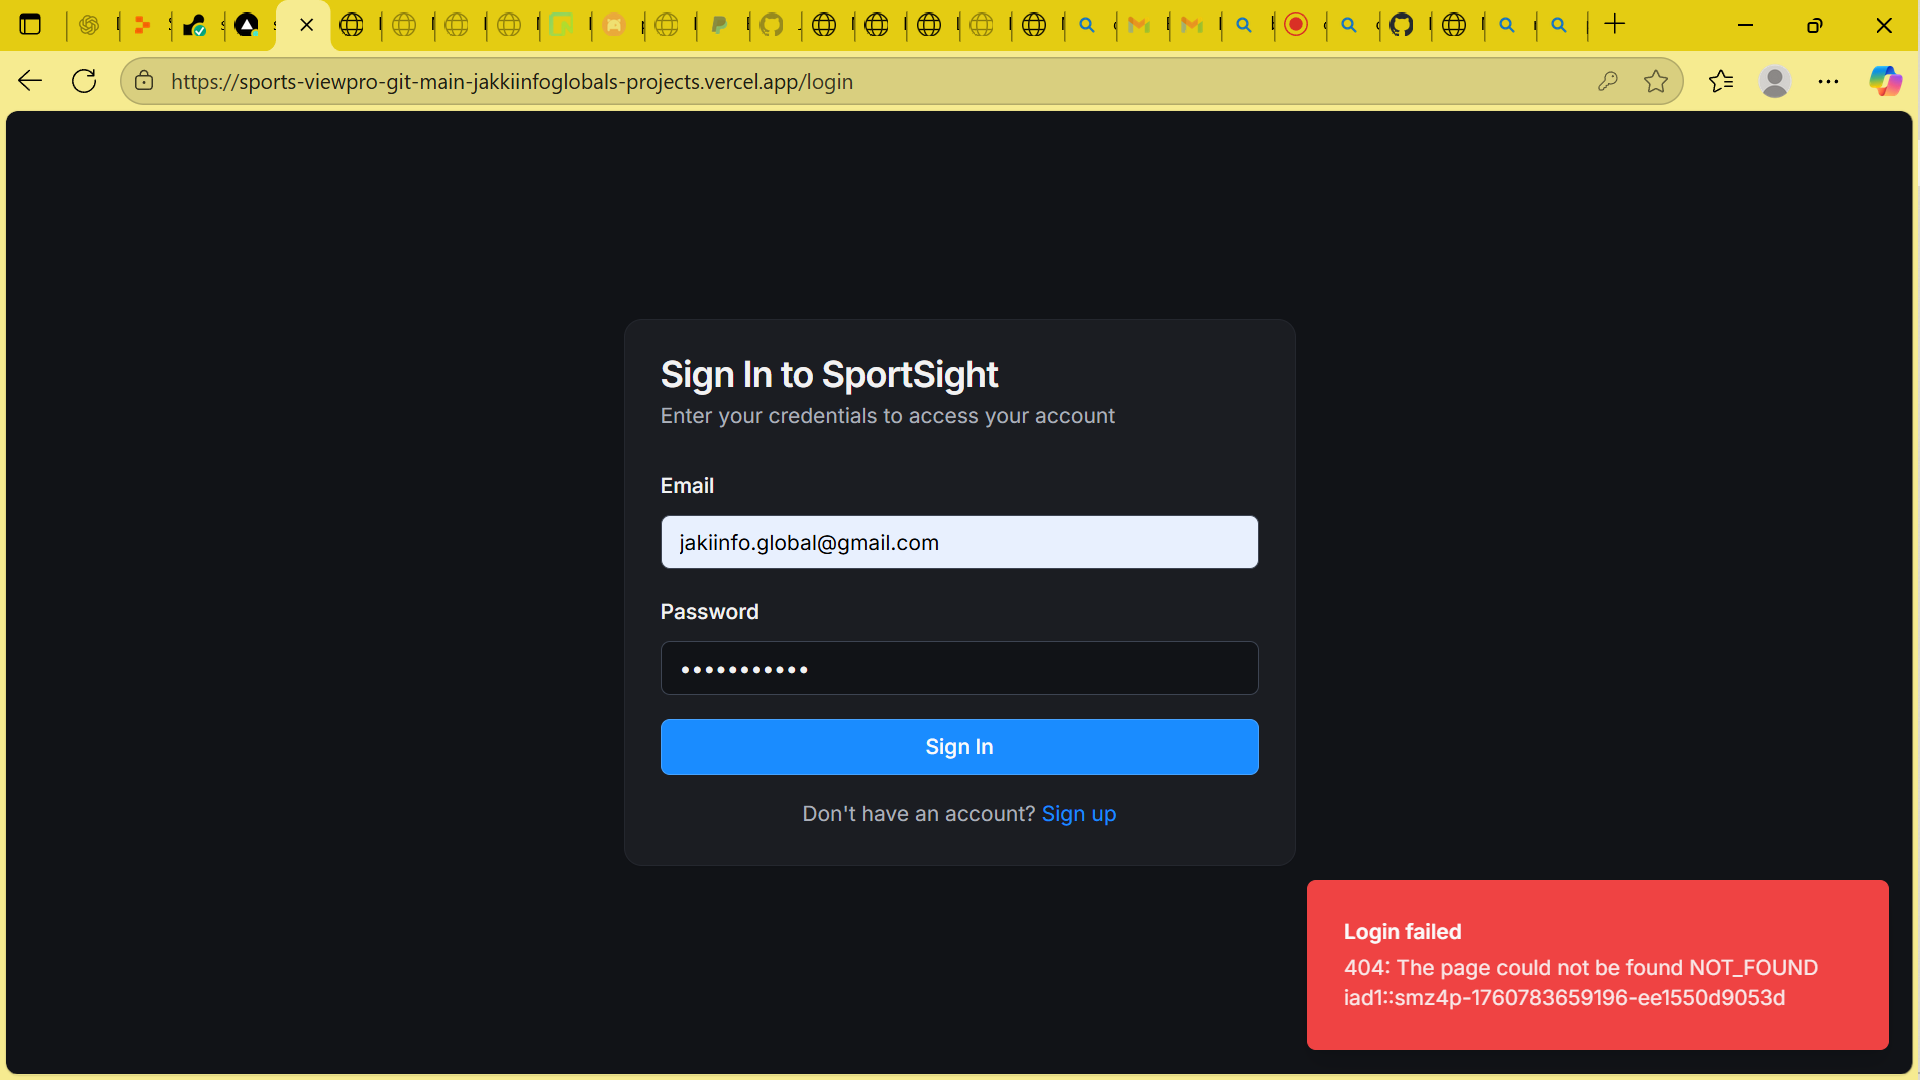 https://sports-viewpro-git-main-jakkiinfoglobals-projects.vercel.app/login
Sign In to SportSight
Enter your credentials to access your account
Email
jakiinfo.global@gmail.com
Password
•••••••••••
Sign In
Don't have an account? Sign up
Login failed
404: The page could not be found NOT_FOUND
iad1::smz4p-1760783659196-ee1550d9053d